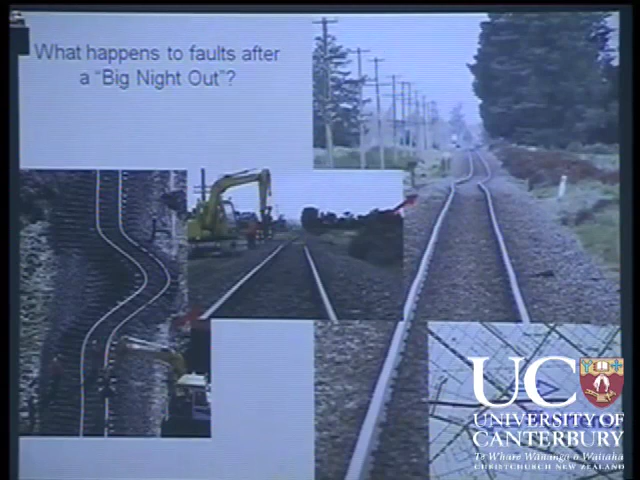 What happens to faults after
a "Big Night Out"?
UC
UNIVERSITY OF
CANTERBURY
Te Whare Wānanga o Waitaha
CHRISTCHURCH NEW ZEALAND